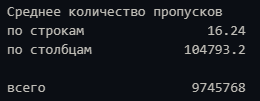 Среднее количество пропусков
по строкам 16.24
по столбцам 104793.2
всего 9745768